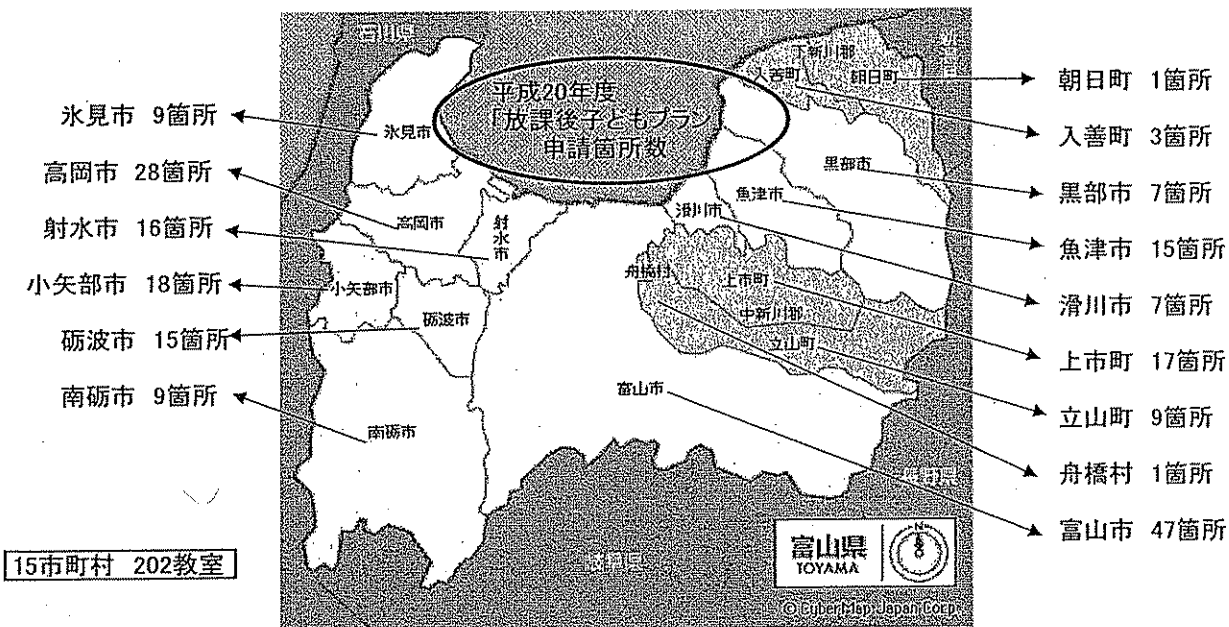 石川県
平成20年度
「放課後子どもプラン
申請箇所数
氷見市 9箇所
高岡市 28箇所
射水市 16箇所
小矢部市 18箇所
砺波市 15箇所
南砺市 9箇所
15市町村 202教室
氷見市
高岡市
射水市
小矢部市
砺波市
南砺市
富山市
下新川郡
入善町
朝日町
黒部市
魚津市
滑川市
舟橋村
上市町
中新川郡
立山町
岐阜県
長野県
富山県
TOYAMA
N
© CyberMap Japan Corp.
朝日町 1箇所
入善町 3箇所
黒部市 7箇所
魚津市 15箇所
滑川市 7箇所
上市町 17箇所
立山町 9箇所
舟橋村 1箇所
富山市 47箇所